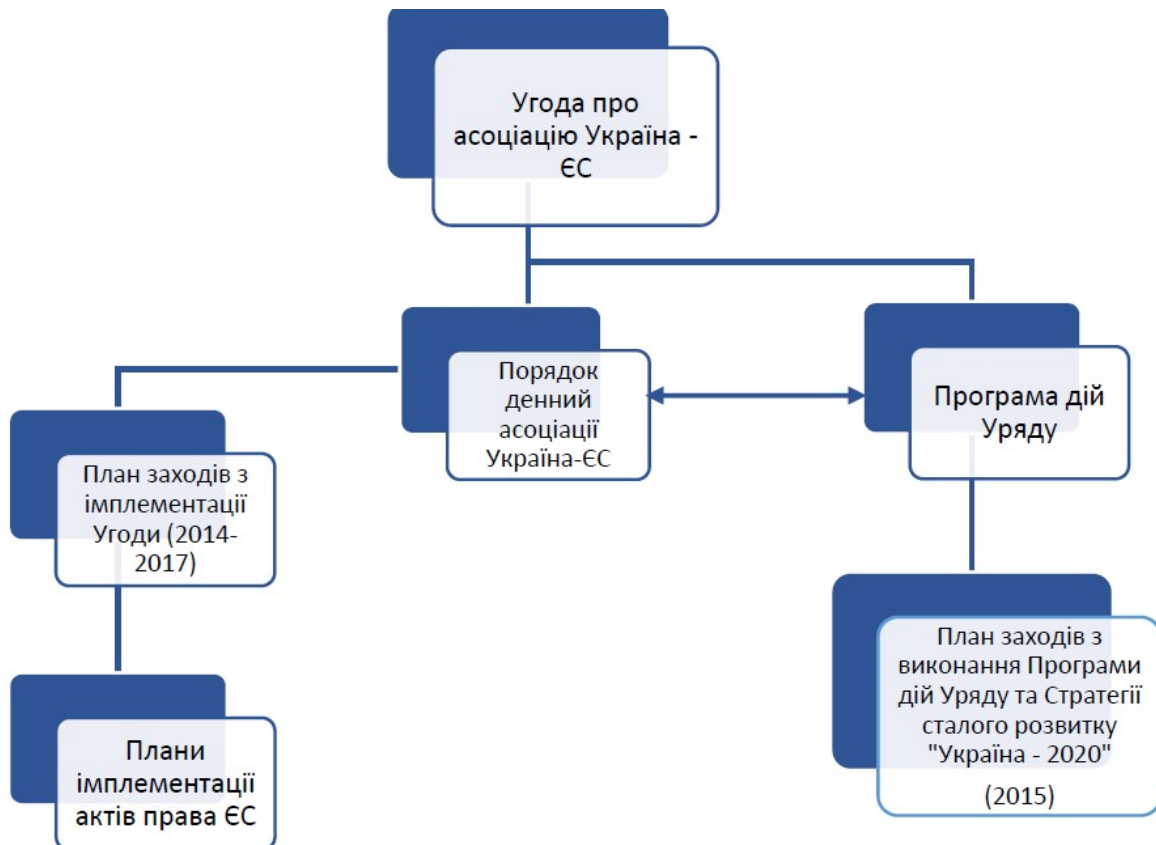 Угода про
асоціацію Україна -
ЄС
Порядок
денний
асоціації
Україна-ЄС
Програма дій
Уряду
План заходів з
імплементації
Угоди (2014-
2017)
План заходів з
виконання Програми
дій Уряду та Стратегії
сталого розвитку
"Україна - 2020"
(2015)
Плани
імплементації
актів права ЄС